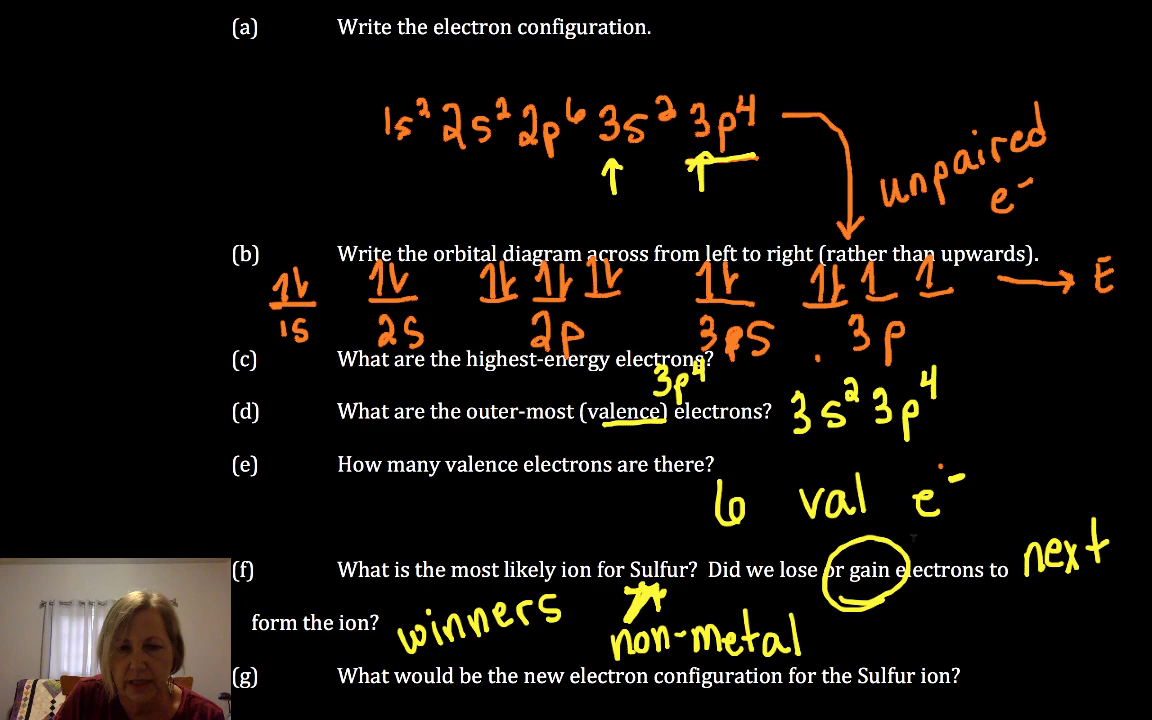 (a) Write the electron configuration.
1s² 2s² 2p⁶ 3s² 3p⁴
unpaired
e⁻
(b) Write the orbital diagram across from left to right (rather than upwards).
E
1s 2s 2p 3s 3p
(c) What are the highest-energy electrons?
3p⁴
(d) What are the outer-most (valence) electrons? 3s² 3p⁴
(e) How many valence electrons are there?
6 val e⁻
(f) What is the most likely ion for Sulfur? Did we lose or gain electrons to next
form the ion? winners non-metal
(g) What would be the new electron configuration for the Sulfur ion?